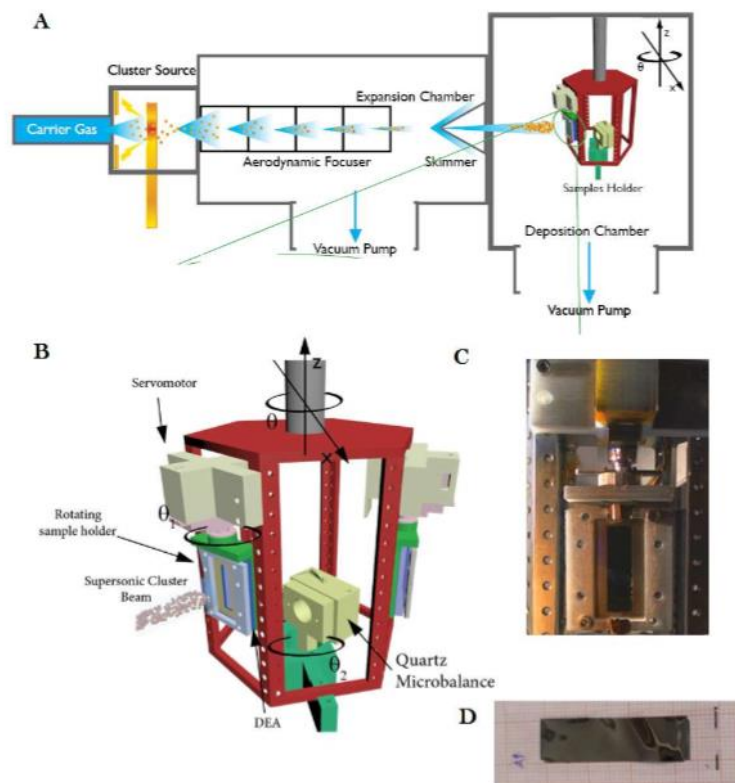 A
Cluster Source
Carrier Gas
Expansion Chamber
Aerodynamic Focuser
Skimmer
Vacuum Pump
z
θ
x
Samples Holder
Deposition Chamber
Vacuum Pump
B
Servomotor
z
θ
x
θ1
Rotating
sample holder
Supersonic Cluster
Beam
θ2
Quartz
Microbalance
DEA
C
D